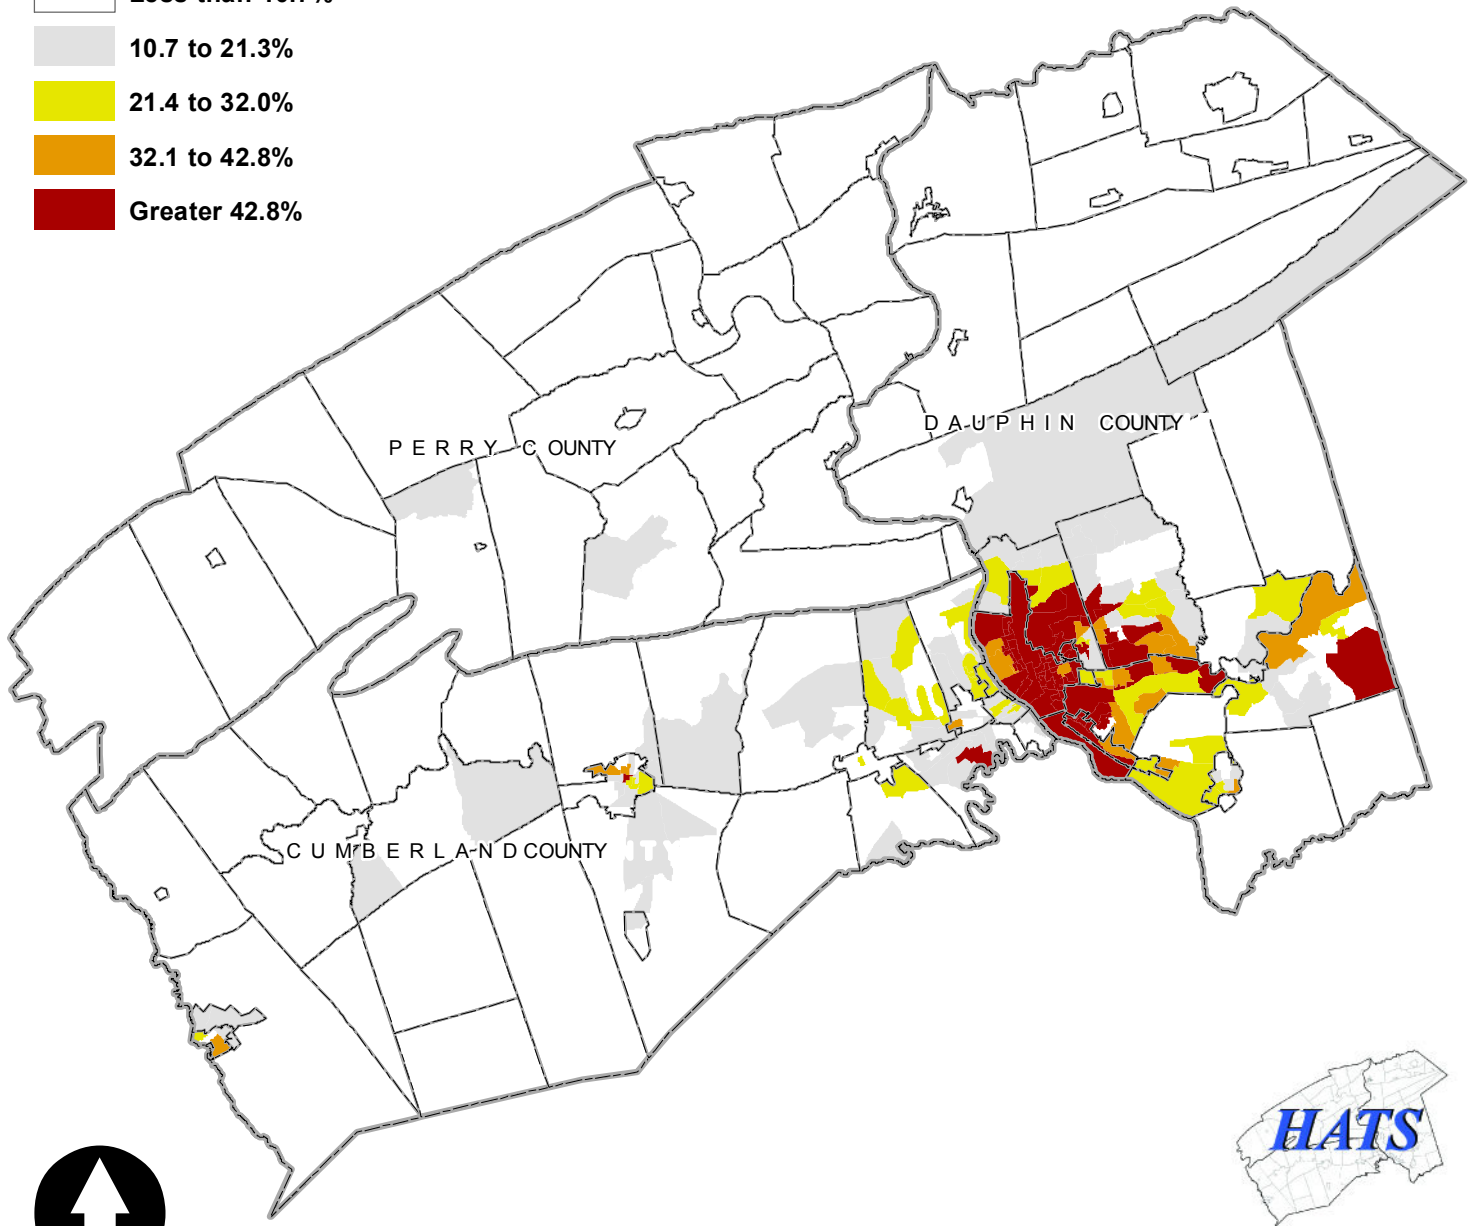 10.7 to 21.3%
21.4 to 32.0%
32.1 to 42.8%
Greater 42.8%
DAUPHIN COUNTY
PERRY COUNTY
CUMBERLAND COUNTY
HATS